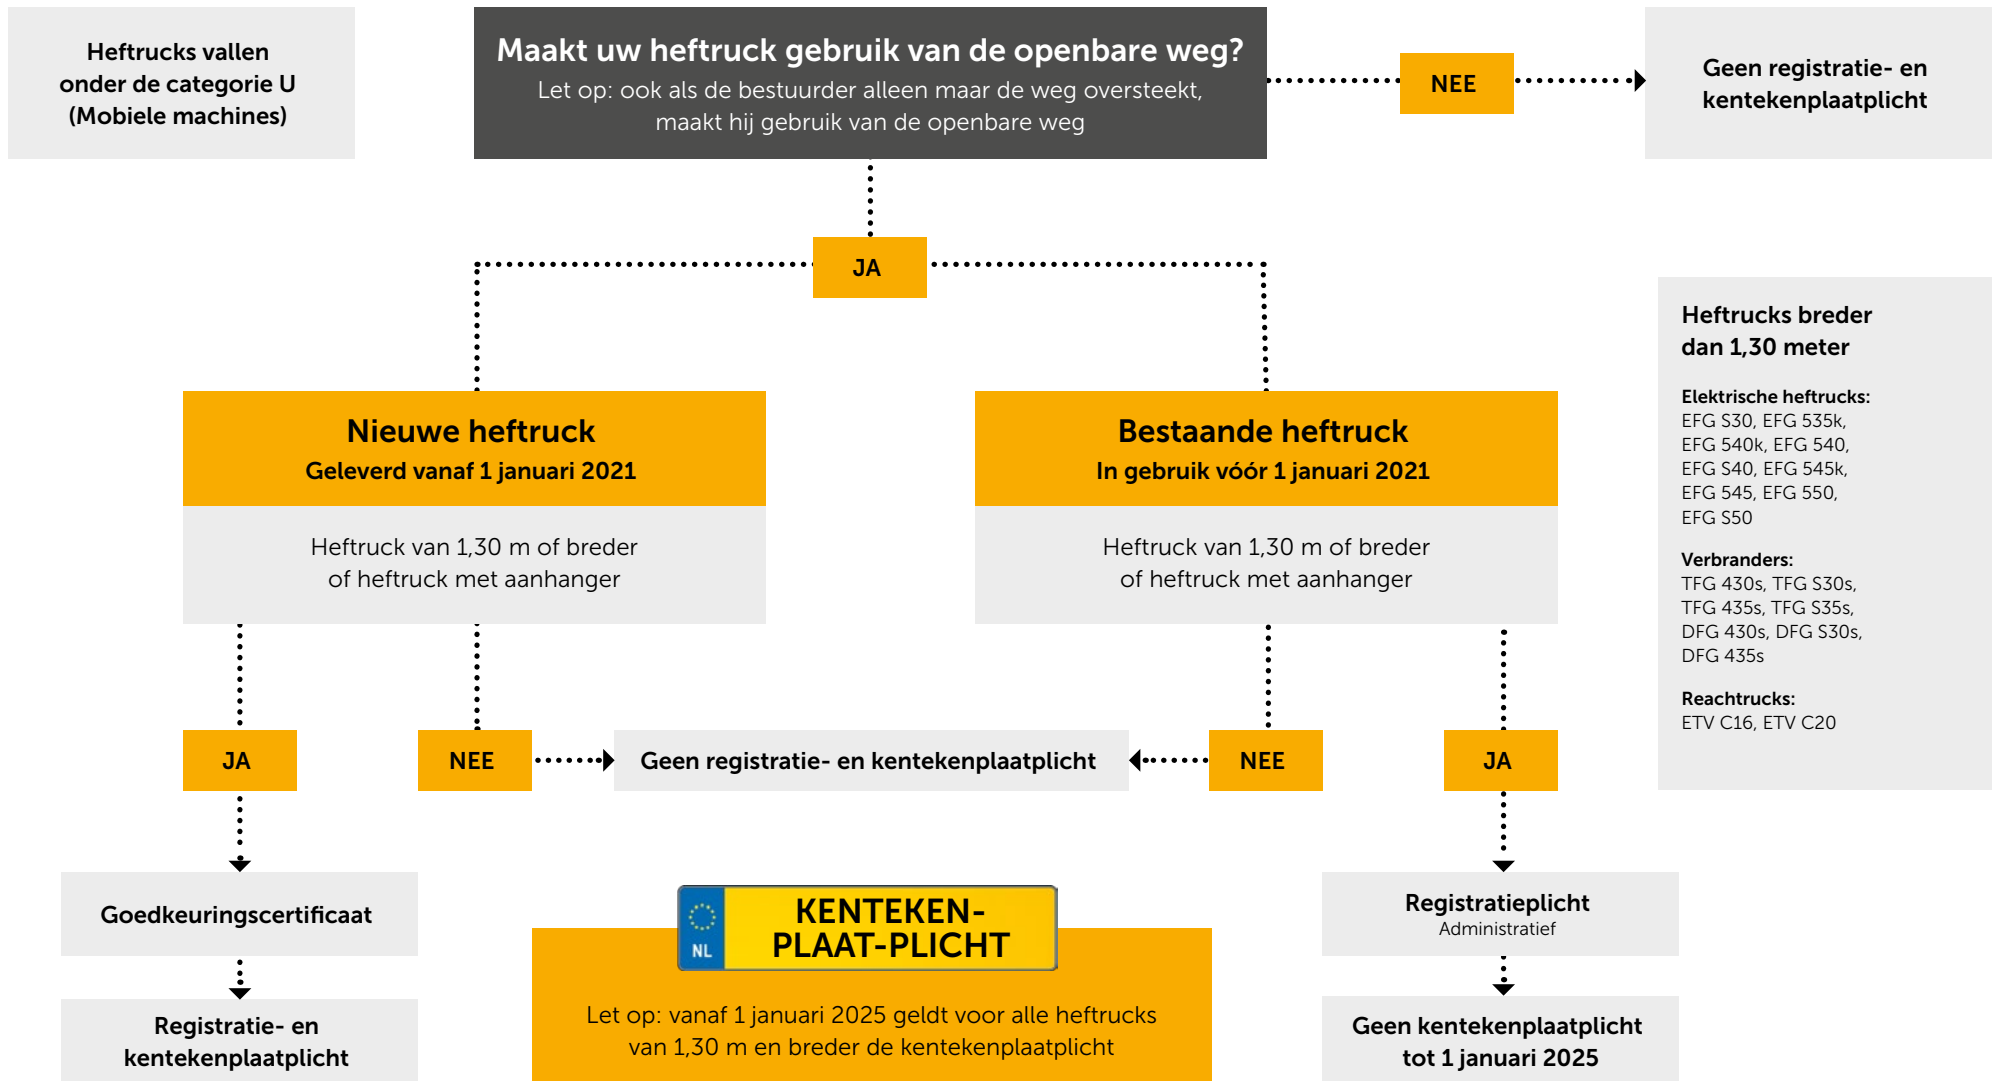 Heftrucks vallen
onder de categorie U
(Mobiele machines)
Maakt uw heftruck gebruik van de openbare weg?
Let op: ook als de bestuurder alleen maar de weg oversteekt,
maakt hij gebruik van de openbare weg
NEE
Geen registratie- en
kentekenplaatplicht
JA
Nieuwe heftruck
Geleverd vanaf 1 januari 2021
Heftruck van 1,30 m of breder
of heftruck met aanhanger
Bestaande heftruck
In gebruik vóór 1 januari 2021
Heftruck van 1,30 m of breder
of heftruck met aanhanger
Heftrucks breder
dan 1,30 meter
Elektrische heftrucks:
EFG S30, EFG 535k,
EFG 540k, EFG 540,
EFG S40, EFG 545k,
EFG 545, EFG 550,
EFG S50
Verbranders:
TFG 430s, TFG S30s,
TFG 435s, TFG S35s,
DFG 430s, DFG S30s,
DFG 435s
Reachtrucks:
ETV C16, ETV C20
JA
NEE
Geen registratie- en kentekenplaatplicht
NEE
JA
Goedkeuringscertificaat
Registratie- en
kentekenplaatplicht
NL
KENTEKEN-
PLAAT-PLICHT
Let op: vanaf 1 januari 2025 geldt voor alle heftrucks
van 1,30 m en breder de kentekenplaatplicht
Registratieplicht
Administratief
Geen kentekenplaatplicht
tot 1 januari 2025